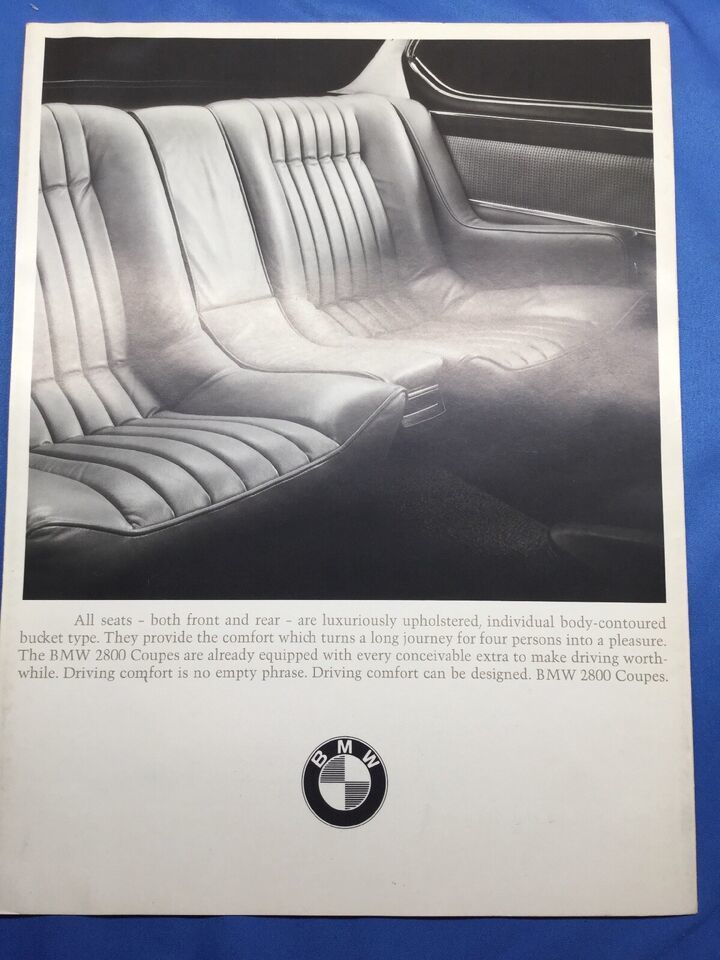 All seats - both front and rear - are luxuriously upholstered, individual body-contoured
bucket type. They provide the comfort which turns a long journey for four persons into a pleasure.
The BMW 2800 Coupes are already equipped with every conceivable extra to make driving worth-
while. Driving comfort is no empty phrase. Driving comfort can be designed. BMW 2800 Coupes.
BMW